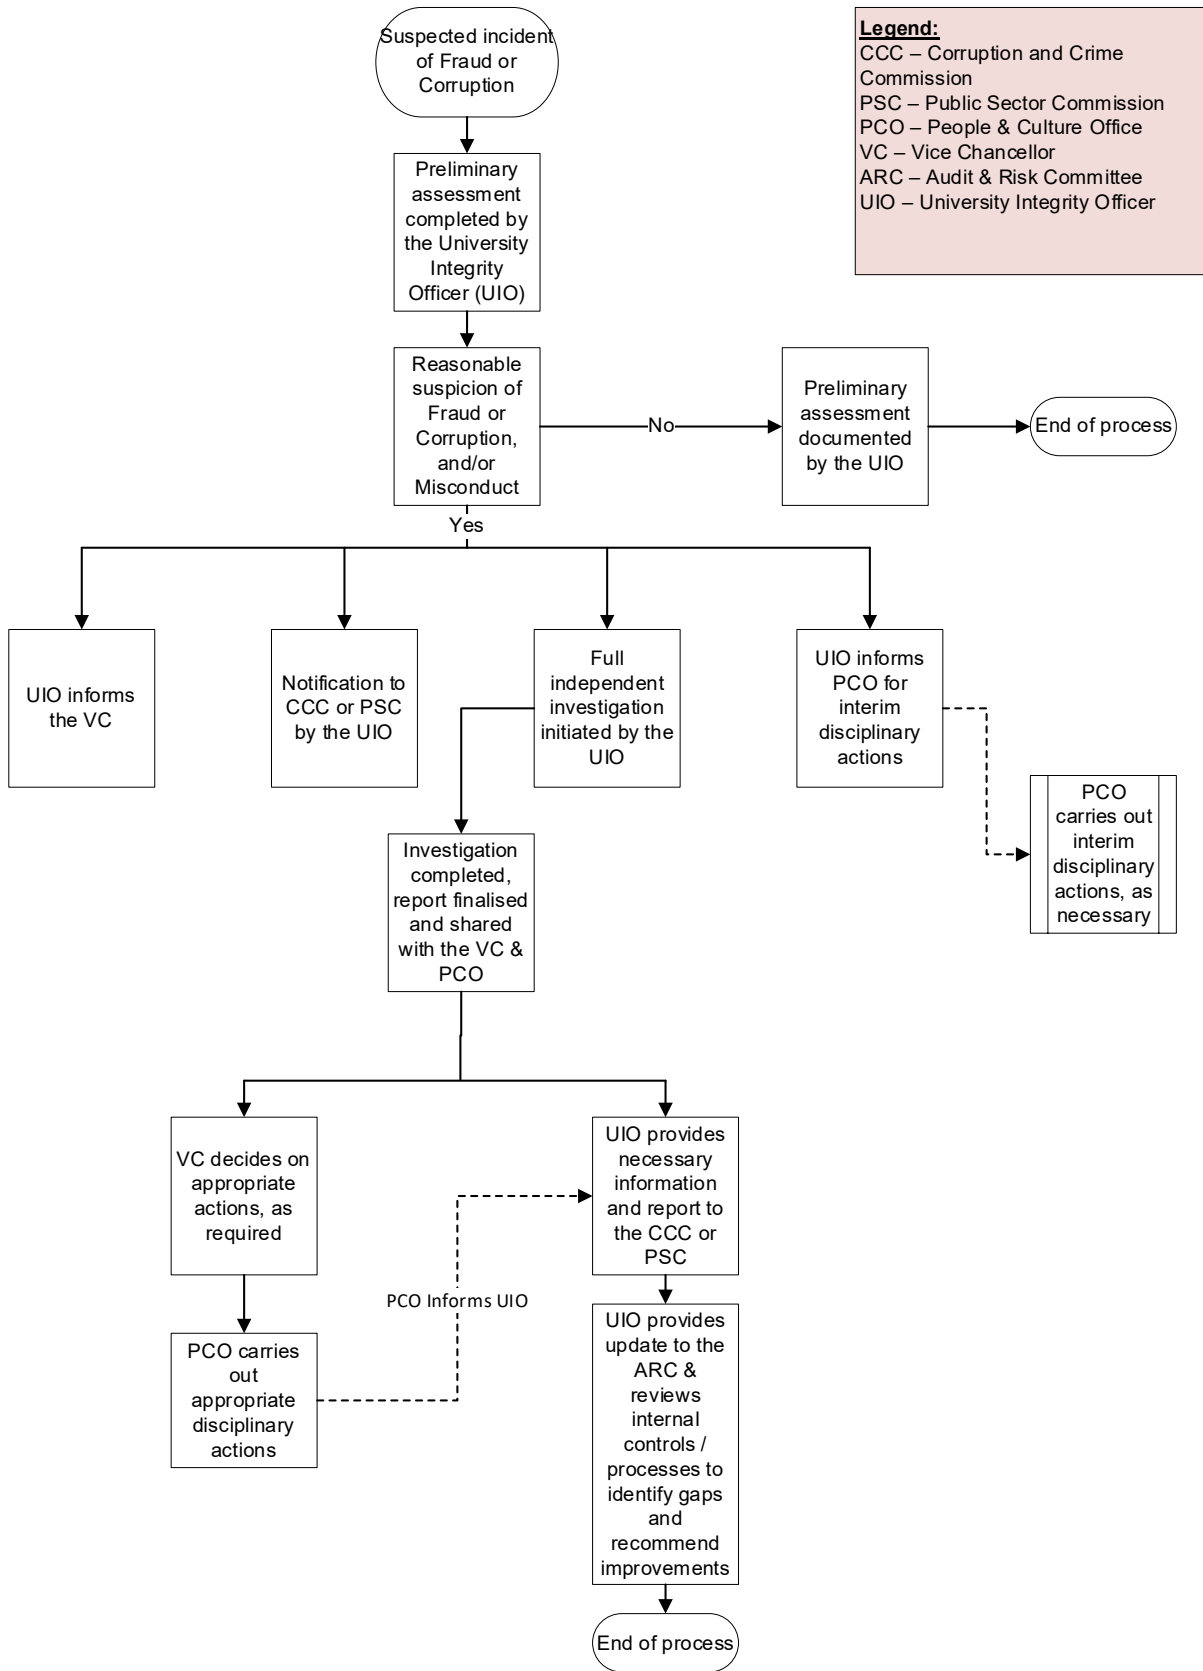 Suspected incident
of Fraud or
Corruption
Legend:
CCC – Corruption and Crime
Commission
PSC – Public Sector Commission
PCO – People & Culture Office
VC – Vice Chancellor
ARC – Audit & Risk Committee
UIO – University Integrity Officer
Preliminary
assessment
completed by
the University
Integrity
Officer (UIO)
Reasonable
suspicion of
Fraud or
Corruption,
and/or
Misconduct
No
Preliminary
assessment
documented
by the UIO
End of process
Yes
UIO informs
the VC
Notification to
CCC or PSC
by the UIO
Full
independent
investigation
initiated by the
UIO
UIO informs
PCO for
interim
disciplinary
actions
PCO
carries out
interim
disciplinary
actions, as
necessary
Investigation
completed,
report finalised
and shared
with the VC &
PCO
VC decides on
appropriate
actions, as
required
UIO provides
necessary
information
and report to
the CCC or
PSC
PCO Informs UIO
PCO carries
out
appropriate
disciplinary
actions
UIO provides
update to the
ARC &
reviews
internal
controls /
processes to
identify gaps
and
recommend
improvements
End of process